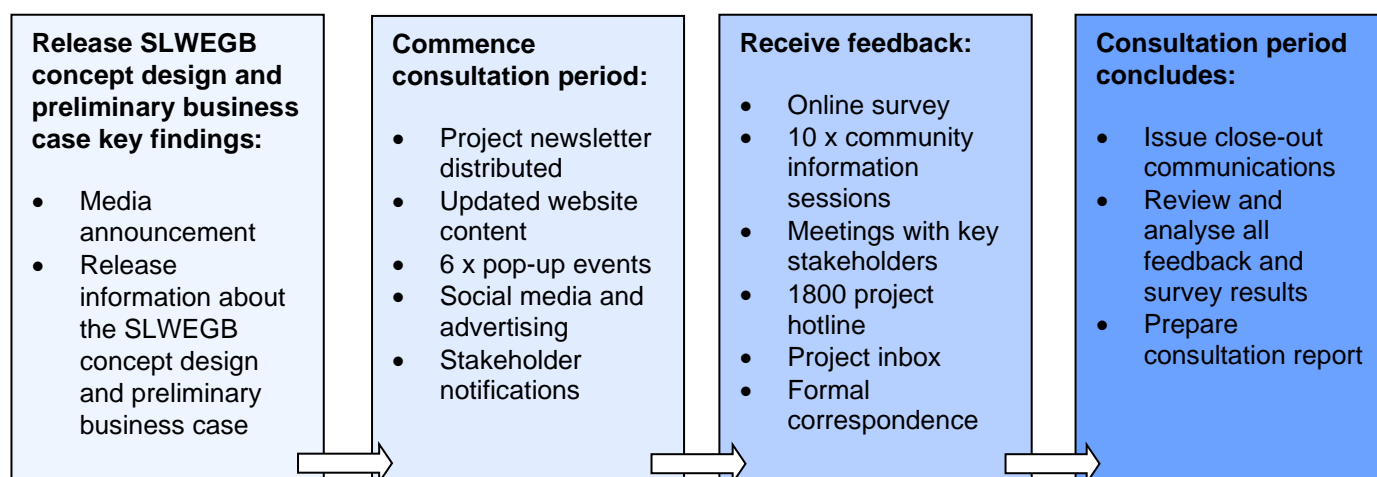 Release SLWEGB
concept design and
preliminary business
case key findings:
• Media
announcement
• Release
information about
the SLWEGB
concept design
and preliminary
business case
Commence
consultation period:
• Project newsletter
distributed
• Updated website
content
• 6 x pop-up events
• Social media and
advertising
• Stakeholder
notifications
Receive feedback:
• Online survey
• 10 x community
information
sessions
• Meetings with key
stakeholders
• 1800 project
hotline
• Project inbox
• Formal
correspondence
Consultation period
concludes:
• Issue close-out
communications
• Review and
analyse all
feedback and
survey results
• Prepare
consultation report